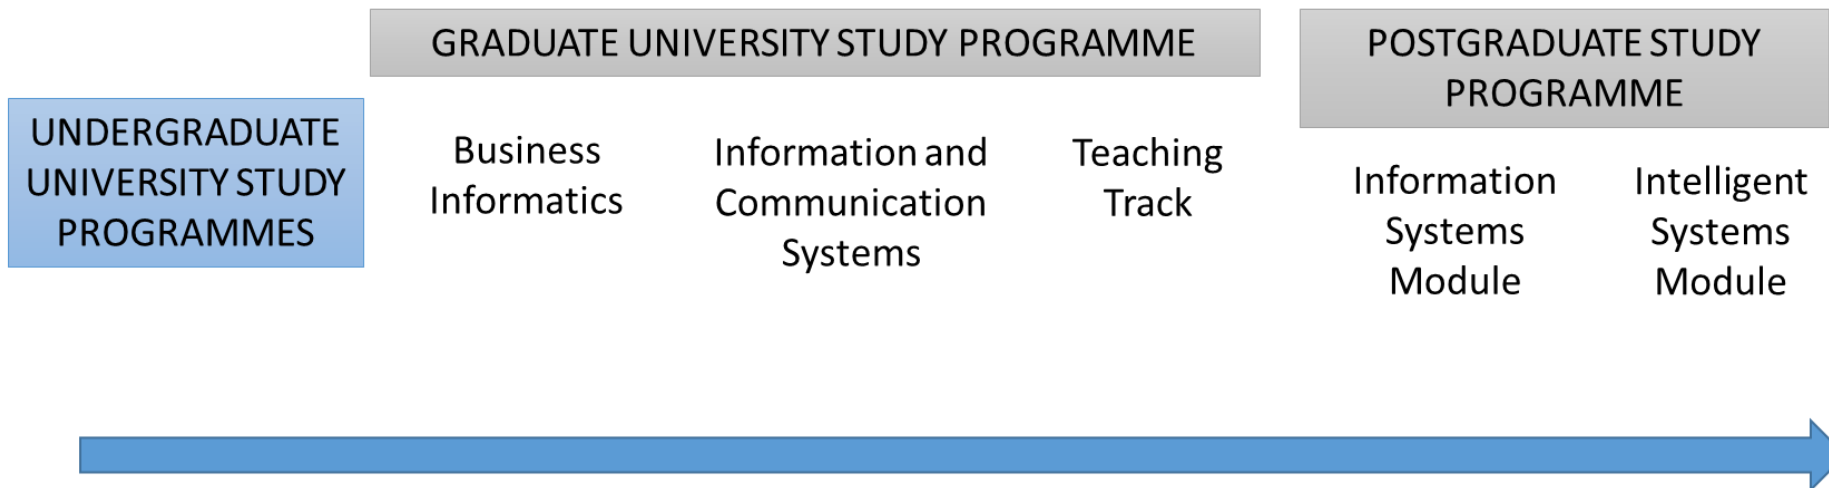 GRADUATE UNIVERSITY STUDY PROGRAMME
POSTGRADUATE STUDY
PROGRAMME
UNDERGRADUATE
UNIVERSITY STUDY
PROGRAMMES
Business
Informatics
Information and
Communication
Systems
Teaching
Track
Information
Systems
Module
Intelligent
Systems
Module